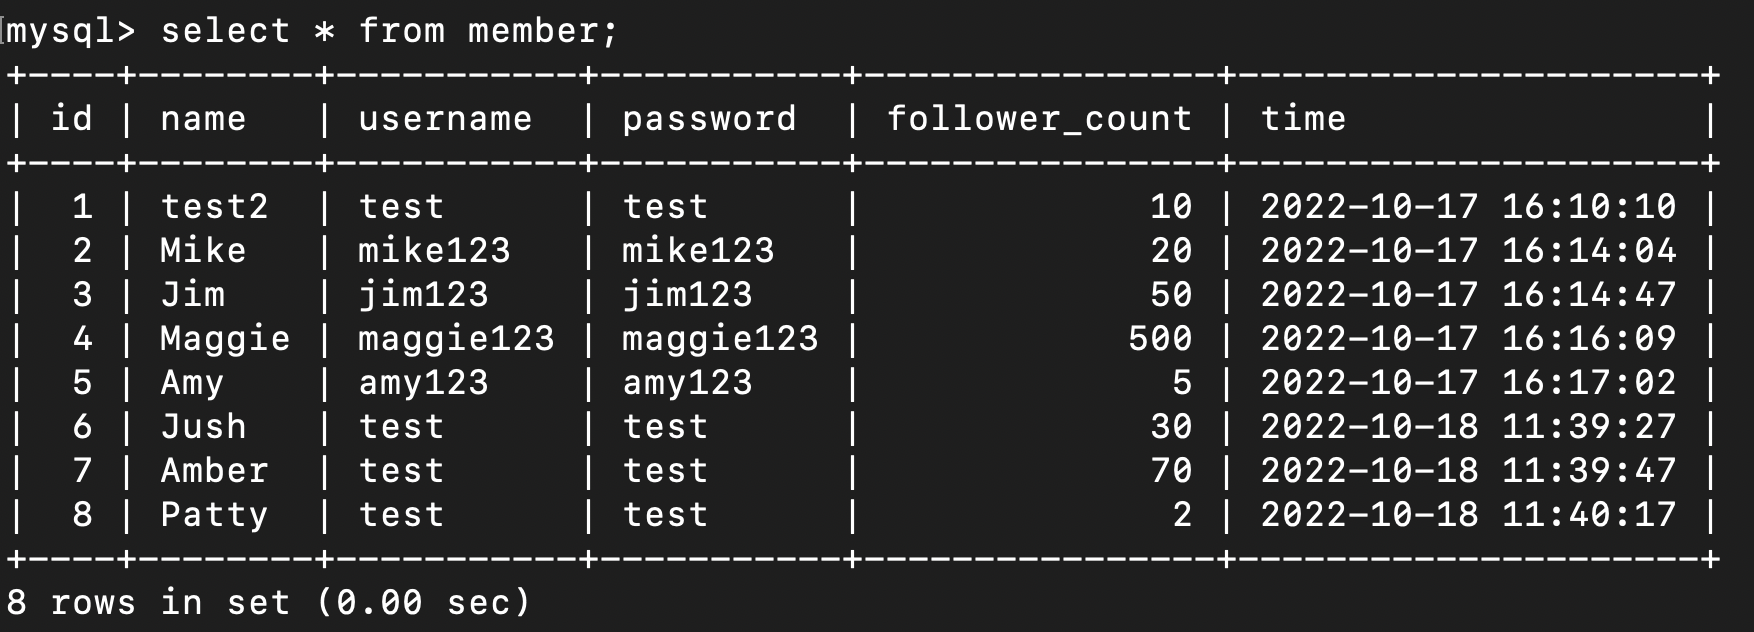 mysql> select * from member;
+----+--------+-----------+-----------+----------------+---------------------+
| id | name   | username  | password  | follower_count | time                |
+----+--------+-----------+-----------+----------------+---------------------+
|  1 | test2  | test      | test      |             10 | 2022-10-17 16:10:10 |
|  2 | Mike   | mike123   | mike123   |             20 | 2022-10-17 16:14:04 |
|  3 | Jim    | jim123    | jim123    |             50 | 2022-10-17 16:14:47 |
|  4 | Maggie | maggie123 | maggie123 |            500 | 2022-10-17 16:16:09 |
|  5 | Amy    | amy123    | amy123    |              5 | 2022-10-17 16:17:02 |
|  6 | Jush   | test      | test      |             30 | 2022-10-18 11:39:27 |
|  7 | Amber  | test      | test      |             70 | 2022-10-18 11:39:47 |
|  8 | Patty  | test      | test      |              2 | 2022-10-18 11:40:17 |
+----+--------+-----------+-----------+----------------+---------------------+
8 rows in set (0.00 sec)